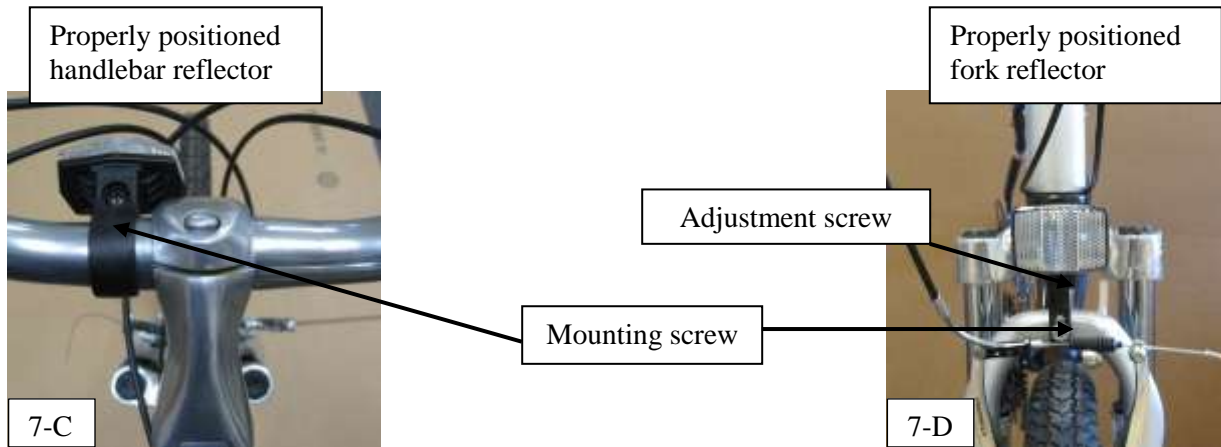 Properly positioned
handlebar reflector
Properly positioned
fork reflector
Adjustment screw
Mounting screw
7-C
7-D